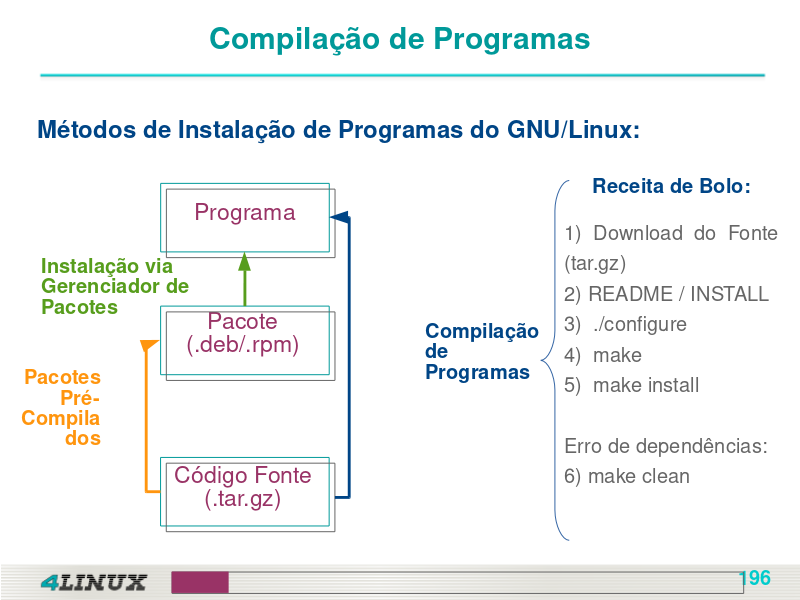 Compilação de Programas
Métodos de Instalação de Programas do GNU/Linux:
Programa
Instalação via
Gerenciador de
Pacotes
Pacote
(.deb/.rpm)
Pacotes
Pré-
Compila
dos
Código Fonte
(.tar.gz)
Compilação
de
Programas
Receita de Bolo:
1) Download do Fonte
(tar.gz)
2) README / INSTALL
3) ./configure
4) make
5) make install
Erro de dependências:
6) make clean
4LINUX
196